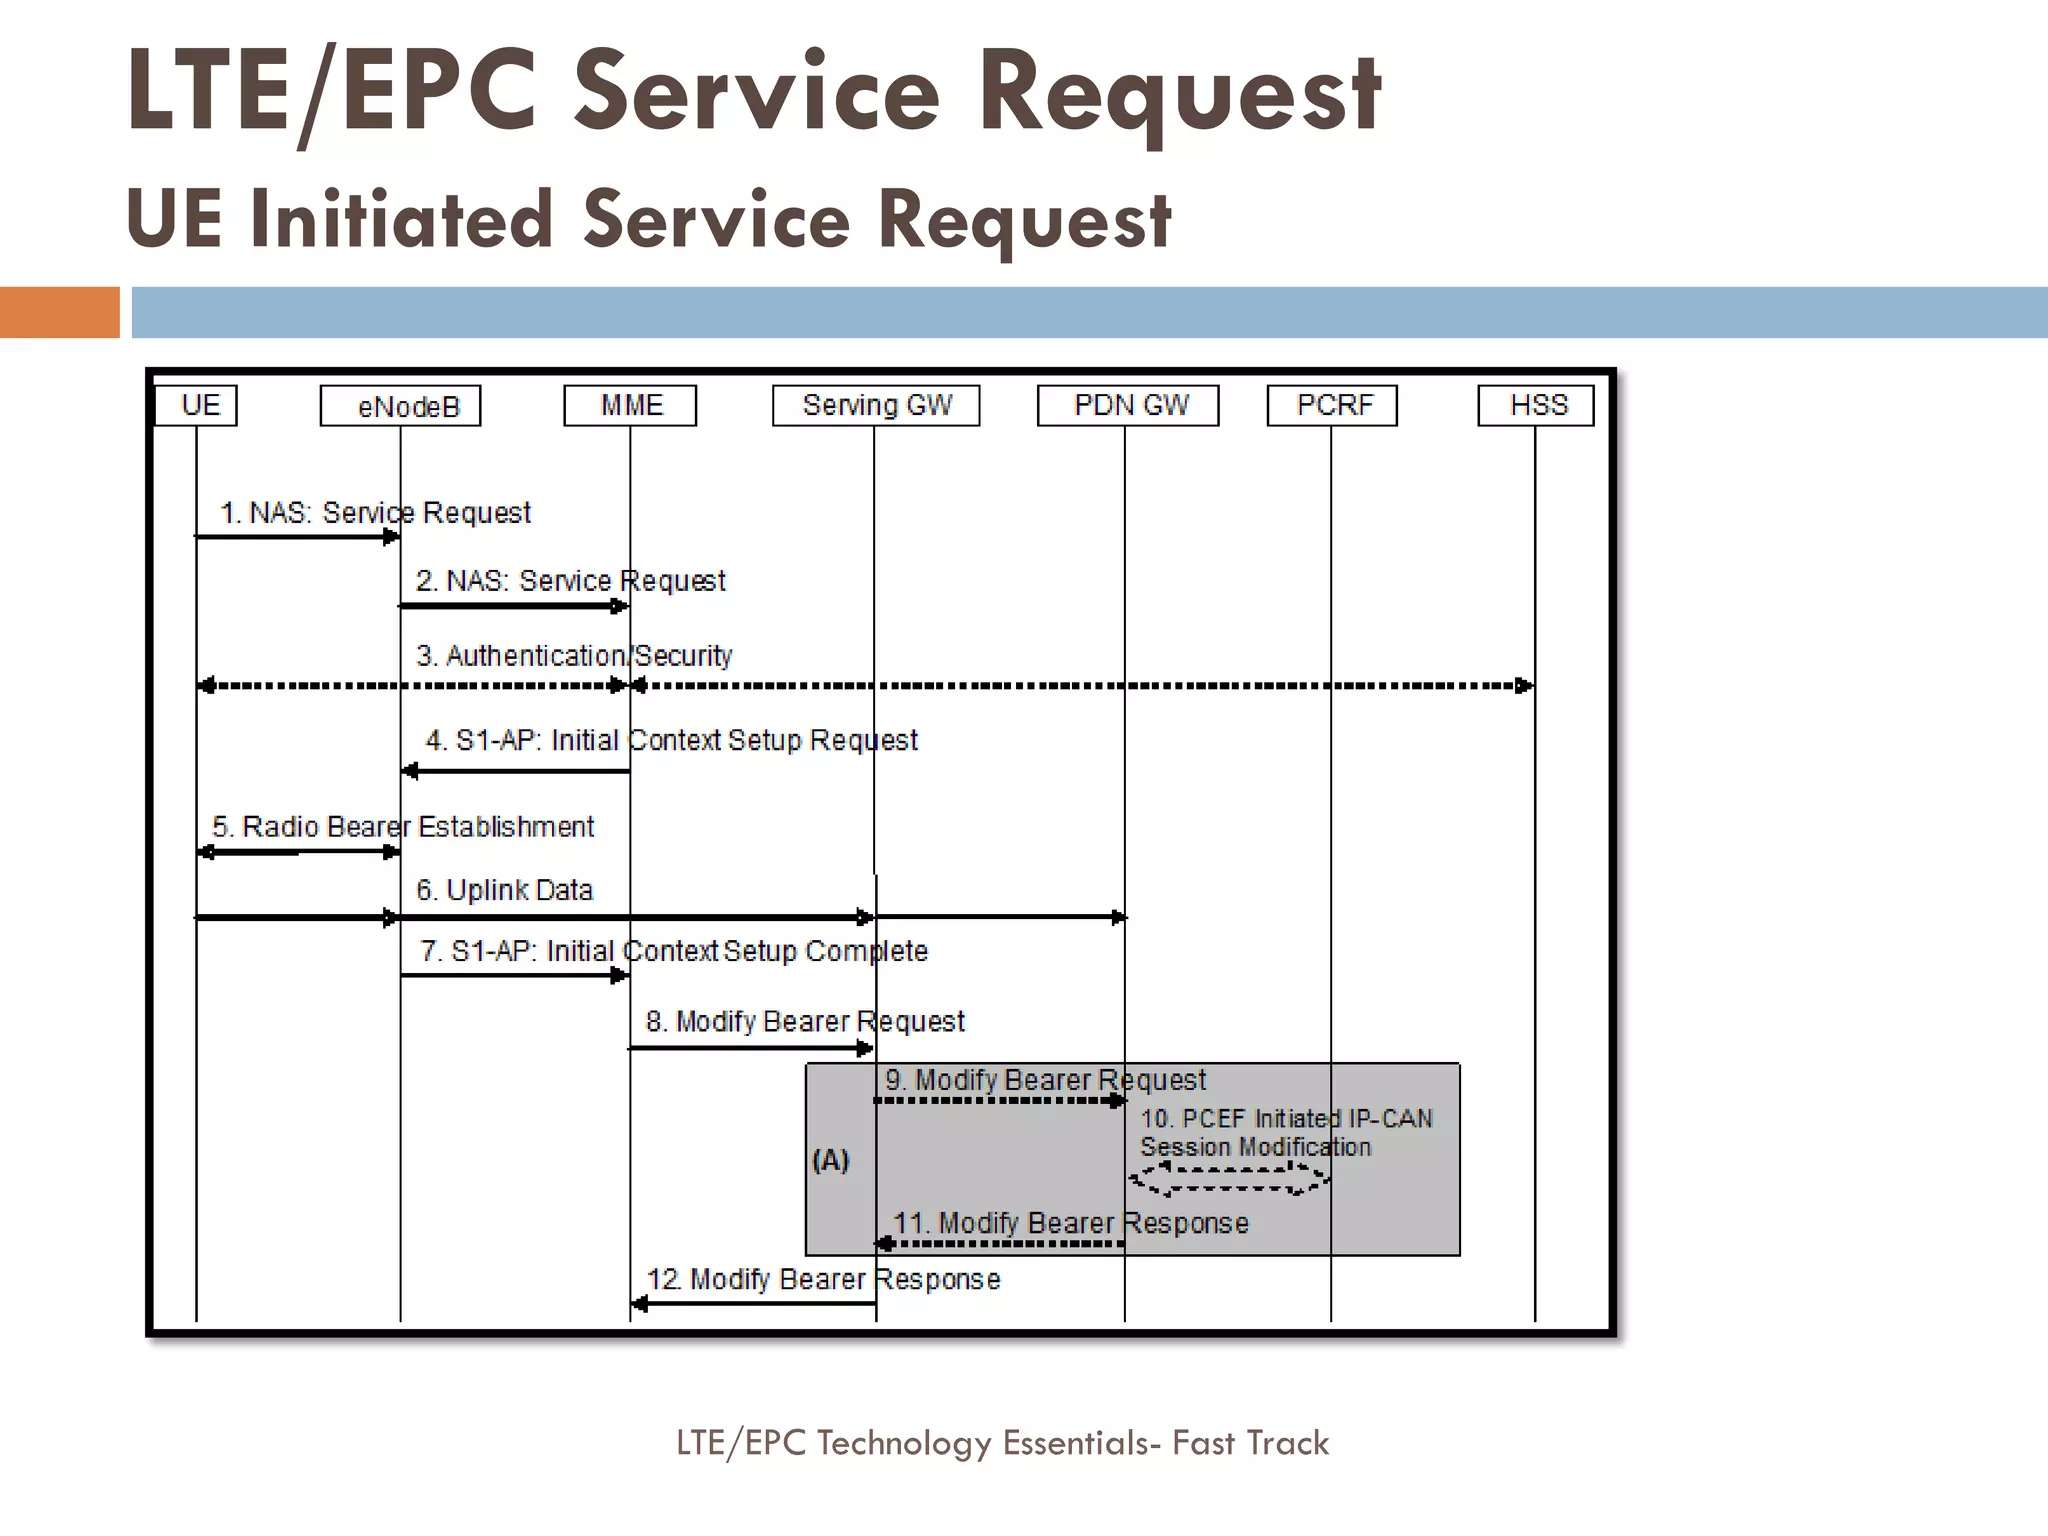 LTE/EPC Service Request
UE Initiated Service Request
UE
eNodeB
MME
Serving GW
PDN GW
PCRF
HSS
1. NAS: Service Request
2. NAS: Service Request
3. Authentication/Security
4. S1-AP: Initial Context Setup Request
5. Radio Bearer Establishment
6. Uplink Data
7. S1-AP: Initial Context Setup Complete
8. Modify Bearer Request
9. Modify Bearer Request
10. PCEF Initiated IP-CAN
Session Modification
(A)
11. Modify Bearer Response
12. Modify Bearer Response
LTE/EPC Technology Essentials- Fast Track